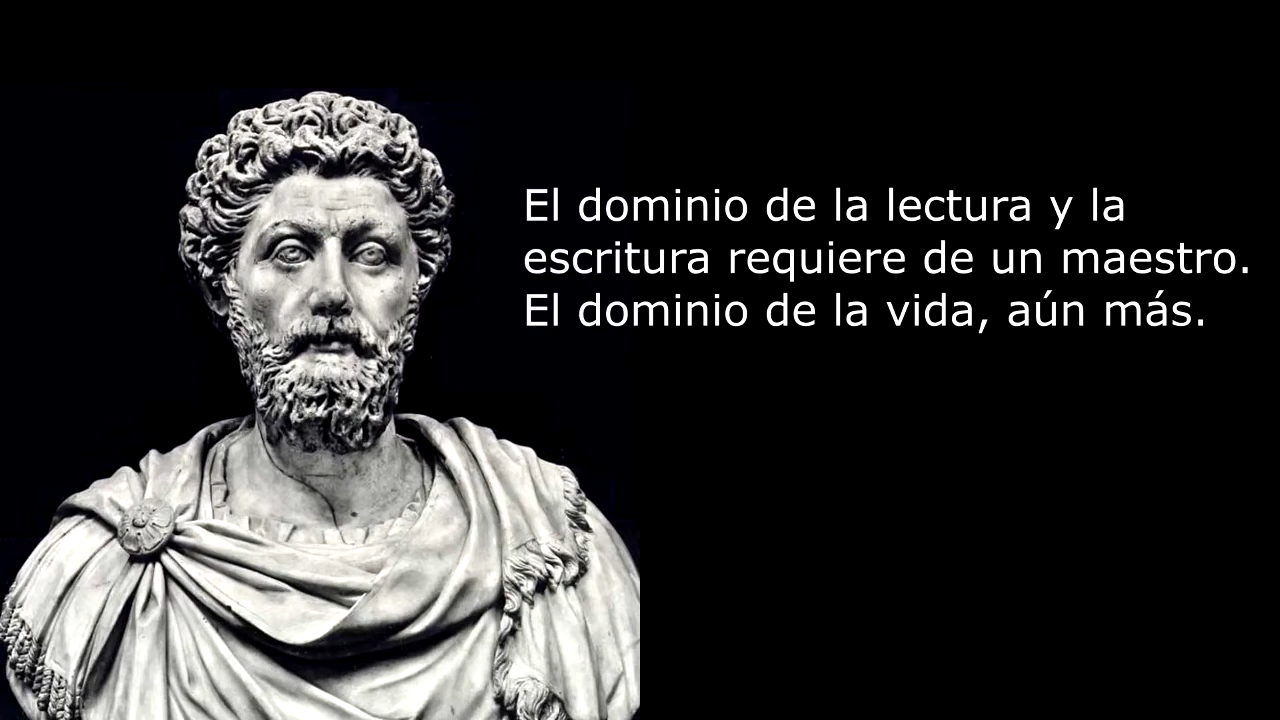 El dominio de la lectura y la
escritura requiere de un maestro.
El dominio de la vida, aún más.